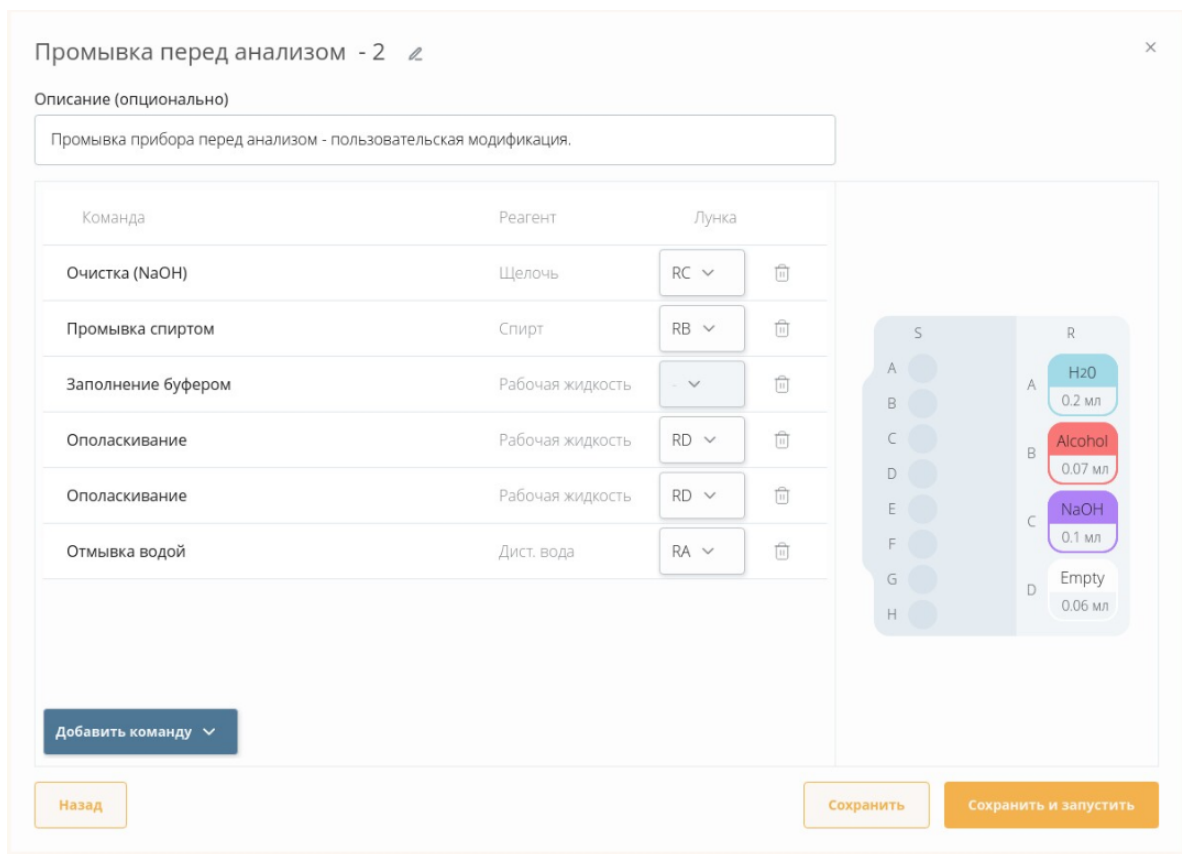 Промывка перед анализом - 2
Описание (опционально)
Промывка прибора перед анализом - пользовательская модификация.
Команда Реагент Лунка
Очистка (NaOH) Щелочь RC
Промывка спиртом Спирт RB
Заполнение буфером Рабочая жидкость -
Ополаскивание Рабочая жидкость RD
Ополаскивание Рабочая жидкость RD
Отмывка водой Дист. вода RA
Добавить команду
S R
A
B
C
D
E
F
G
H
A H2O
0.2 мл
B Alcohol
0.07 мл
C NaOH
0.1 мл
D Empty
0.06 мл
Назад Сохранить Сохранить и запустить